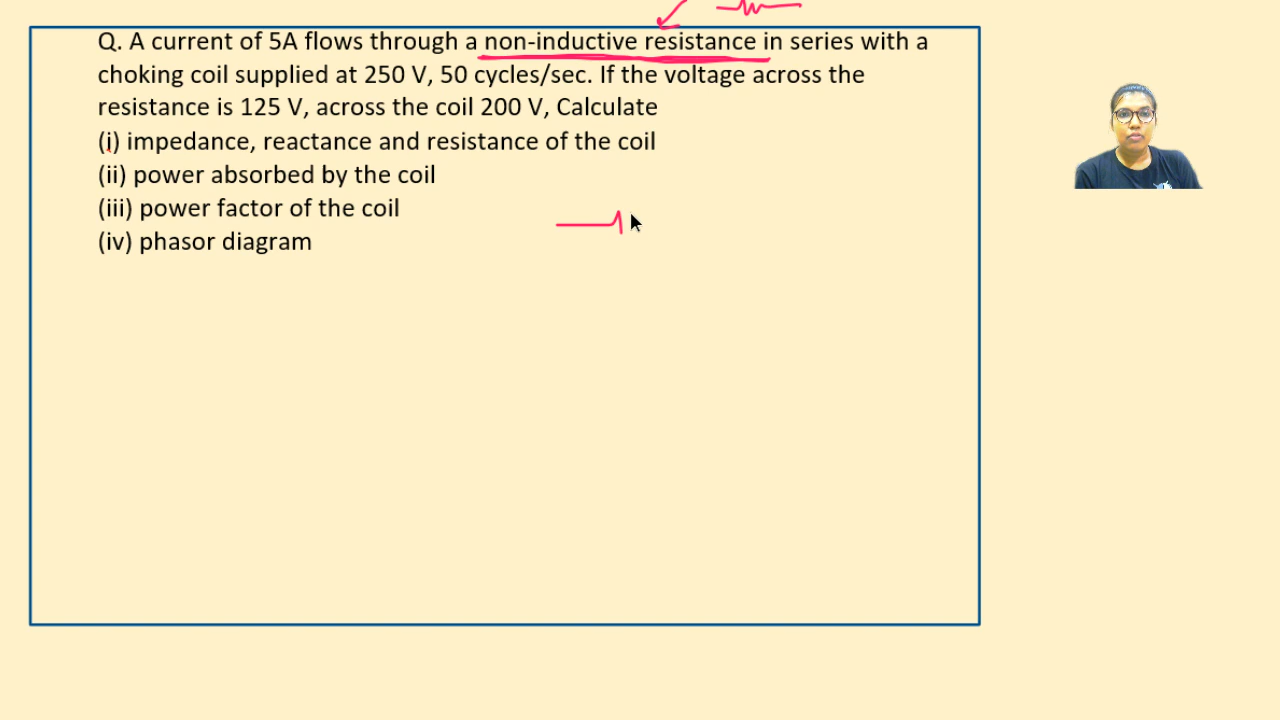 Q. A current of 5A flows through a non-inductive resistance in series with a
choking coil supplied at 250 V, 50 cycles/sec. If the voltage across the
resistance is 125 V, across the coil 200 V, Calculate
(i) impedance, reactance and resistance of the coil
(ii) power absorbed by the coil
(iii) power factor of the coil
(iv) phasor diagram